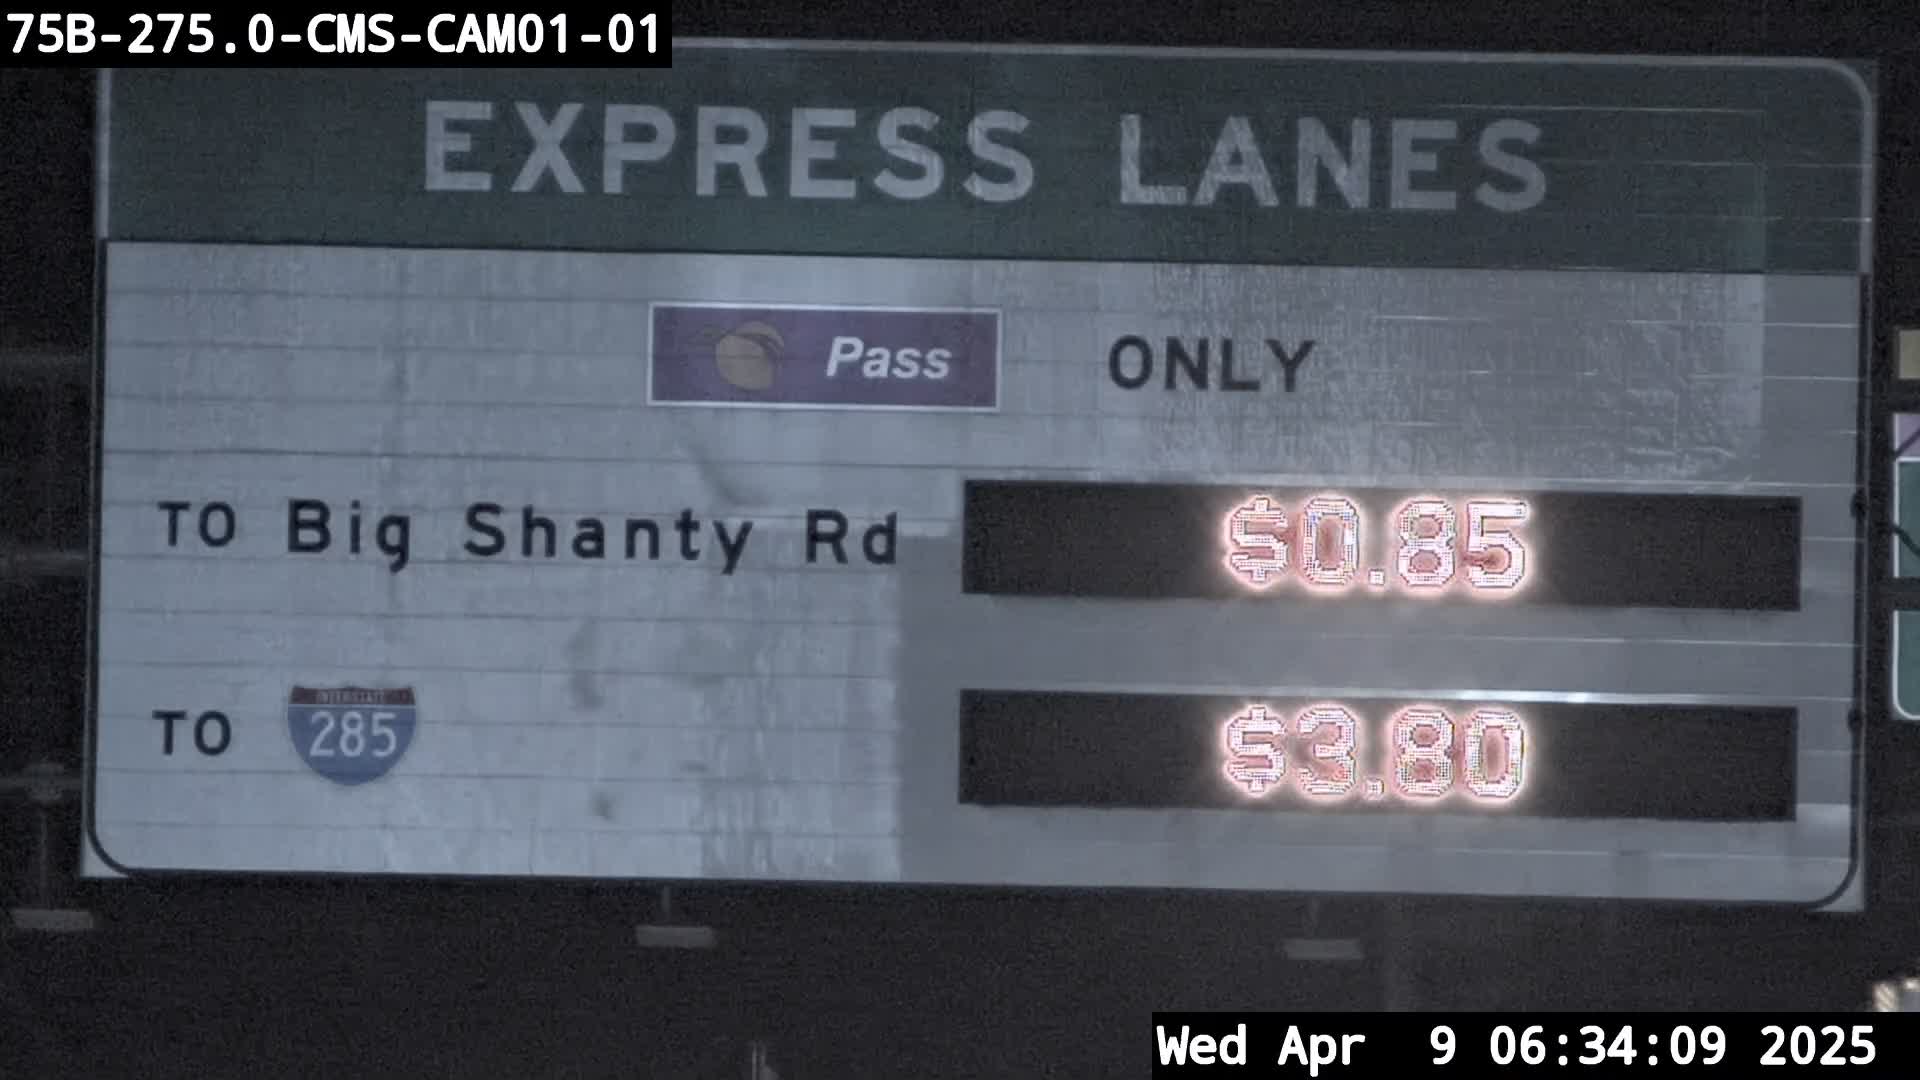 75B-275.0-CMS-CAM01-01
EXPRESS LANES
Pass ONLY
TO Big Shanty Rd $0.85
INTERSTATE
TO 285 $3.80
Wed Apr 9 06:34:09 2025